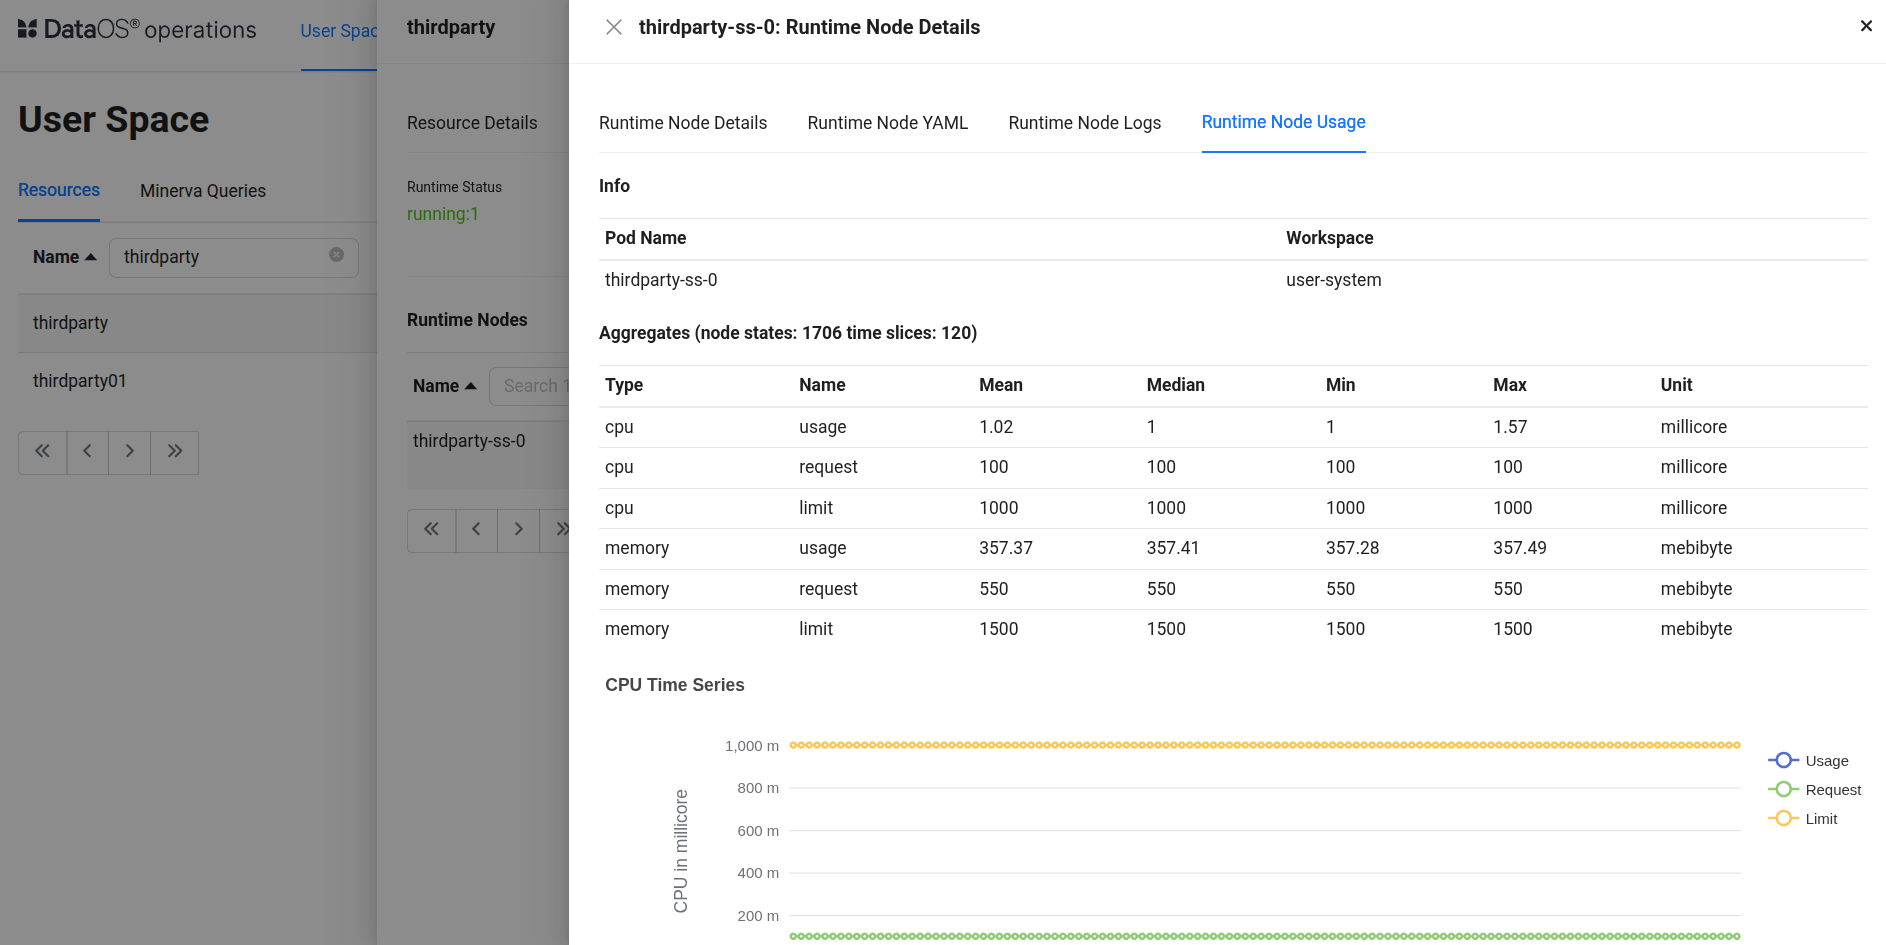 DataOS® operations
User Spac
User Space
Resources Minerva Queries
Name thirdparty
thirdparty
thirdparty01
thirdparty
Resource Details
Runtime Status
running:1
Runtime Nodes
Name Search 1
thirdparty-ss-0
thirdparty-ss-0: Runtime Node Details
Runtime Node Details Runtime Node YAML Runtime Node Logs Runtime Node Usage
Info
Pod Name Workspace
thirdparty-ss-0 user-system
Aggregates (node states: 1706 time slices: 120)
Type Name Mean Median Min Max Unit
cpu usage 1.02 1 1 1.57 millicore
cpu request 100 100 100 100 millicore
cpu limit 1000 1000 1000 1000 millicore
memory usage 357.37 357.41 357.28 357.49 mebibyte
memory request 550 550 550 550 mebibyte
memory limit 1500 1500 1500 1500 mebibyte
CPU Time Series
CPU in millicore
1,000 m
800 m
600 m
400 m
200 m
Usage
Request
Limit